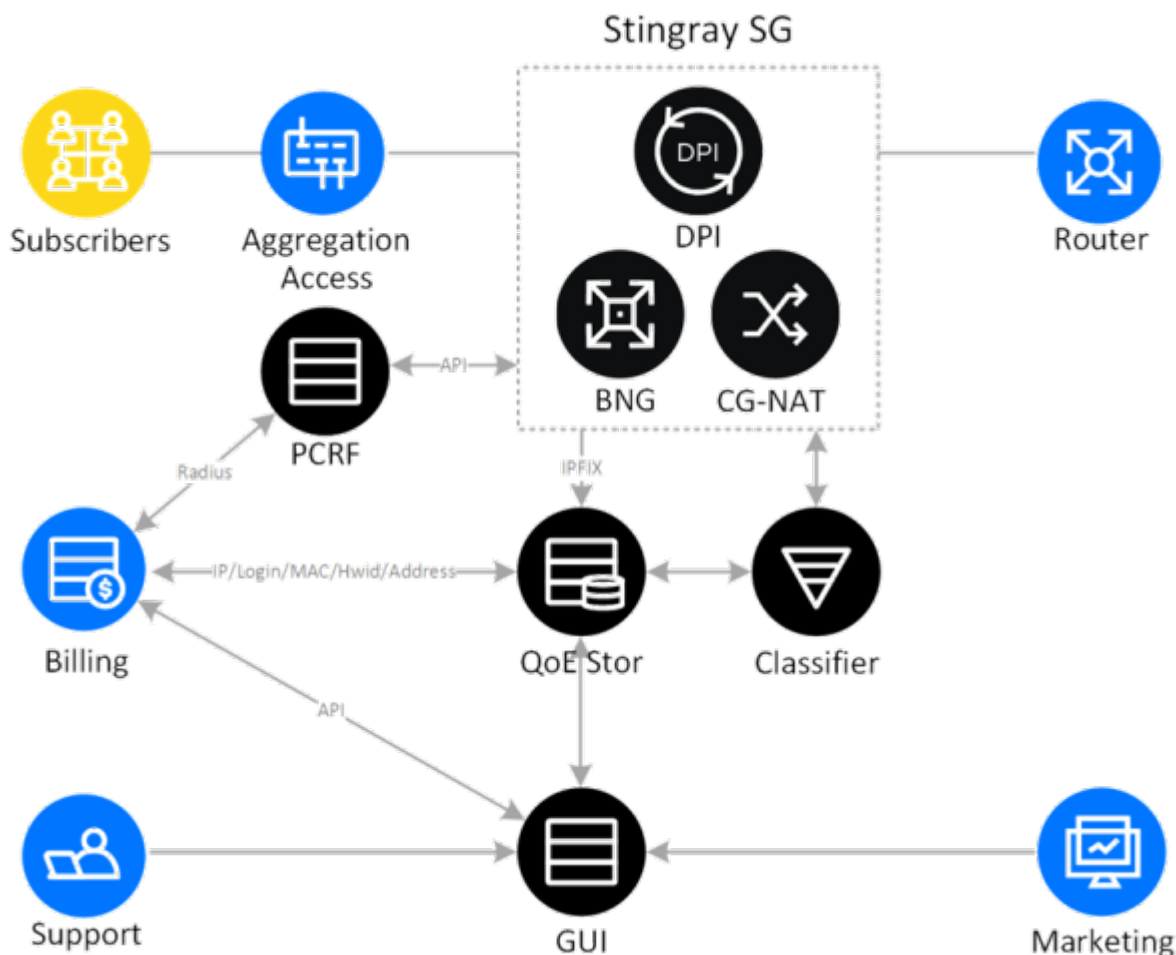 Stingray SG
DPI
DPI
Subscribers
Aggregation
Access
Router
BNG
CG-NAT
API
PCRF
Radius
IPFIX
IP/Login/MAC/Hwid/Address
Billing
QoE Stor
Classifier
API
Support
GUI
Marketing